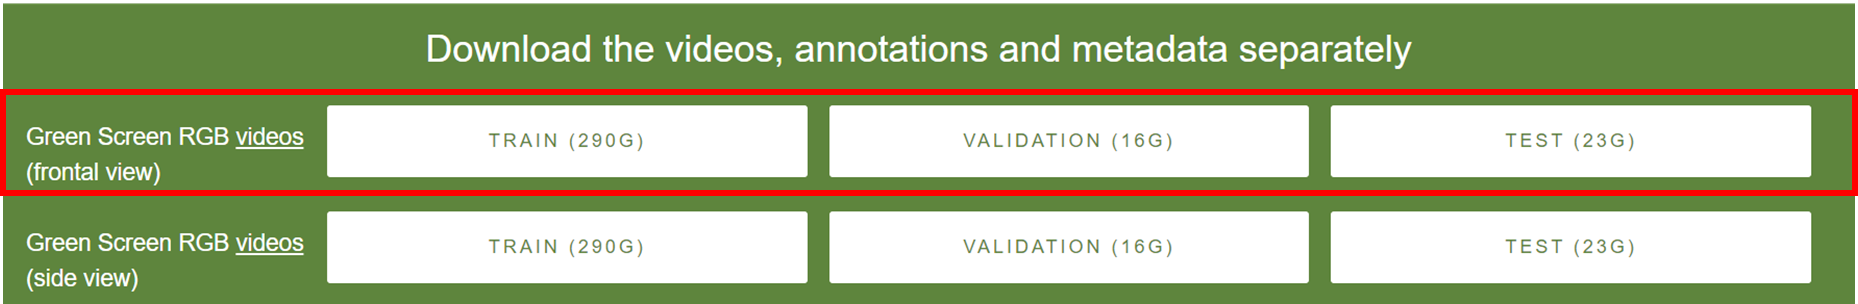 Download the videos, annotations and metadata separately
Green Screen RGB videos
(frontal view)
TRAIN (290G)
VALIDATION (16G)
TEST (23G)
Green Screen RGB videos
(side view)
TRAIN (290G)
VALIDATION (16G)
TEST (23G)